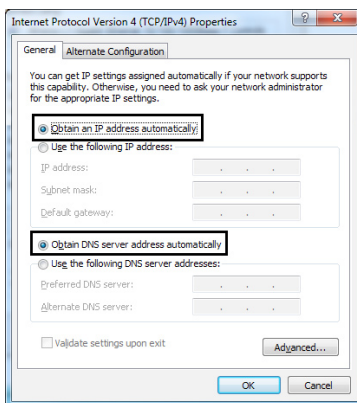 Internet Protocol Version 4 (TCP/IPv4) Properties
General
Alternate Configuration
You can get IP settings assigned automatically if your network supports
this capability. Otherwise, you need to ask your network administrator
for the appropriate IP settings.
Obtain an IP address automatically
Use the following IP address:
IP address:
Subnet mask:
Default gateway:
Obtain DNS server address automatically
Use the following DNS server addresses:
Preferred DNS server:
Alternate DNS server:
Validate settings upon exit
Advanced...
OK
Cancel